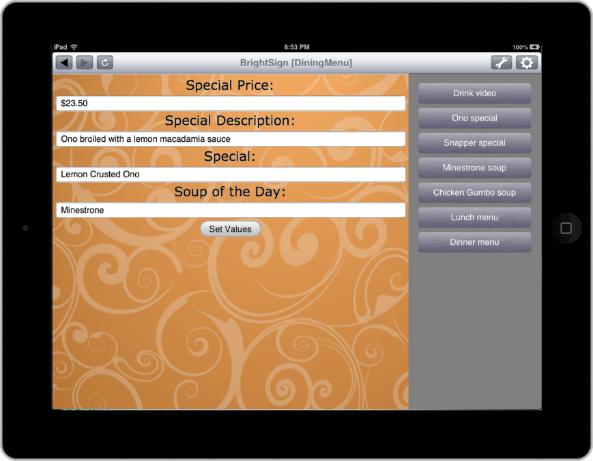 iPad
6:53 PM
100%
BrightSign [DiningMenu]
Special Price:
$23.50
Special Description:
Ono broiled with a lemon macadamia sauce
Special:
Lemon Crusted Ono
Soup of the Day:
Minestrone
Set Values
Drink video
Ono special
Snapper special
Minestrone soup
Chicken Gumbo soup
Lunch menu
Dinner menu